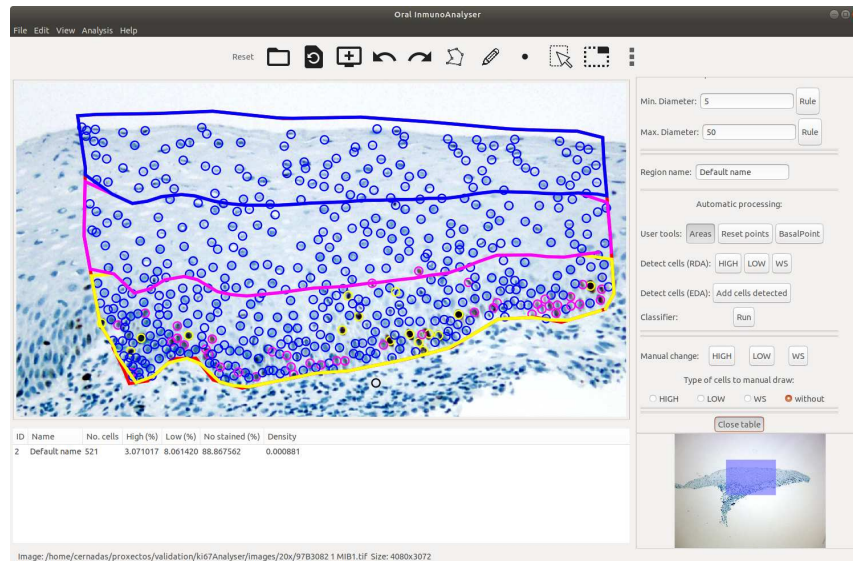 Oral InmunoAnalyser
File Edit View Analysis Help
Reset
Min. Diameter: 5 Rule
Max. Diameter: 50 Rule
Region name: Default name
Automatic processing:
User tools: Areas Reset points BasalPoint
Detect cells (RDA): HIGH LOW WS
Detect cells (EDA): Add cells detected
Classifier: Run
Manual change: HIGH LOW WS
Type of cells to manual draw:
HIGH LOW WS without
Close table
ID Name No. cells High (%) Low (%) No stained (%) Density
2 Default name 521 3.071017 8.061420 88.867562 0.000881
Image: /home/cernadas/proxectos/validation/ki67Analyser/images/20x/97B3082 1 MIB1.tif Size: 4080x3072